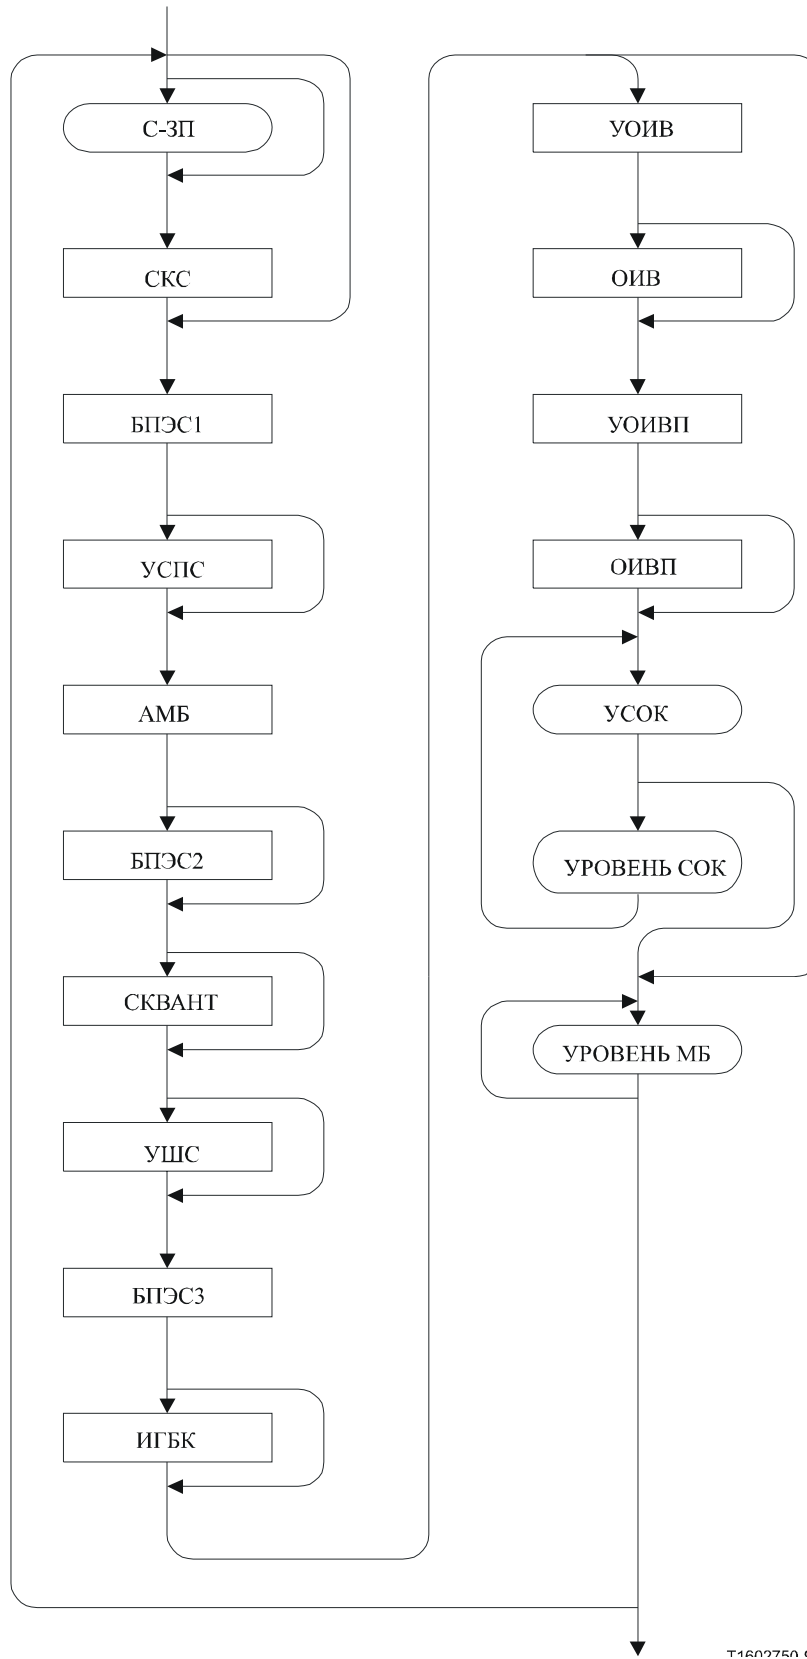 С-ЗП
СКС
БПЭС1
УСПС
АМБ
БПЭС2
СКВАНТ
УШС
БПЭС3
ИГБК
УОИВ
ОИВ
УОИВП
ОИВП
УСОК
УРОВЕНЬ СОК
УРОВЕНЬ МБ
T1602750